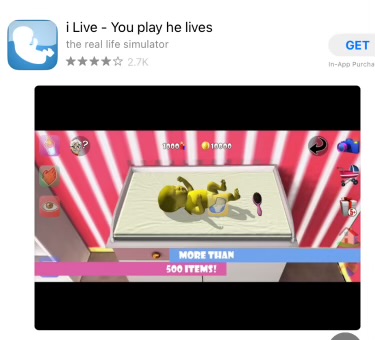 i Live - You play he lives
the real life simulator
GET
2.7K
In-App Purcha
1000
10000
MORE THAN
500 ITEMS!